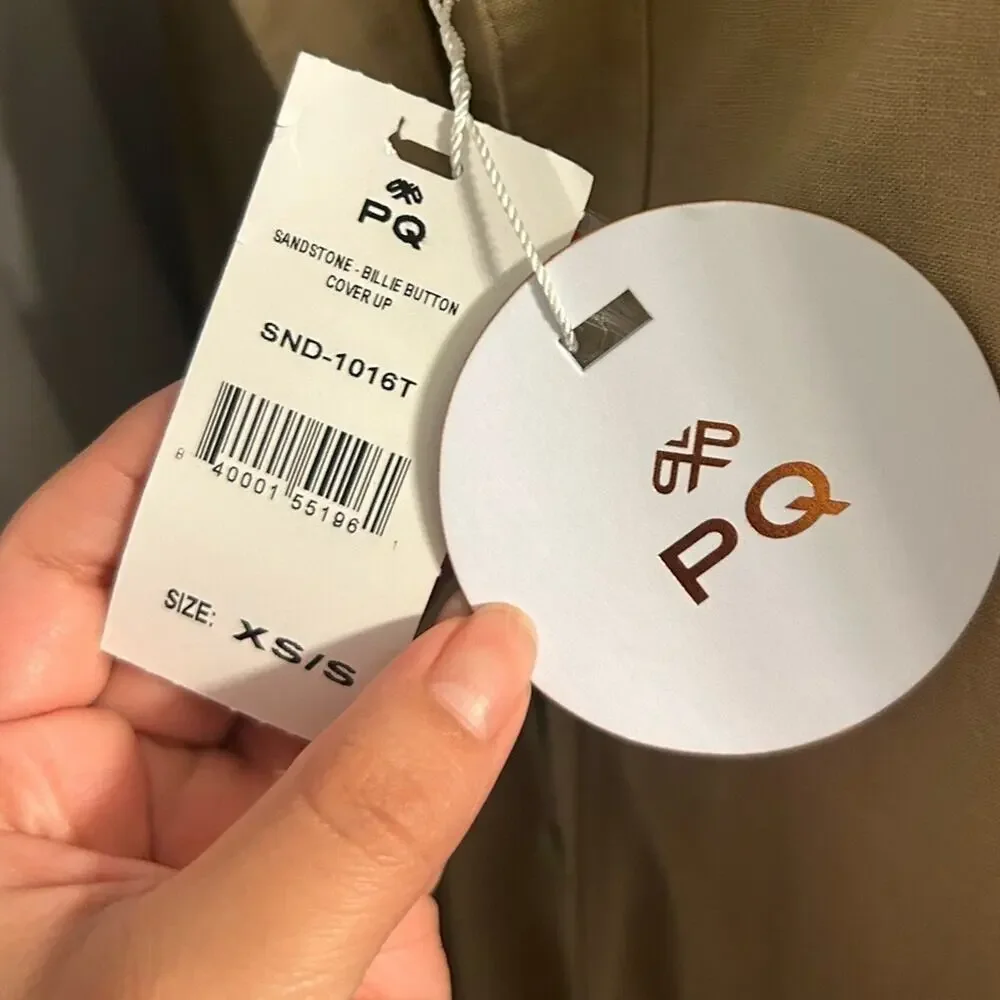 PQ
SANDSTONE - BILLIE BUTTON
COVER UP
SND-1016T
8 40001 55196 1
SIZE: XS/S
PQ